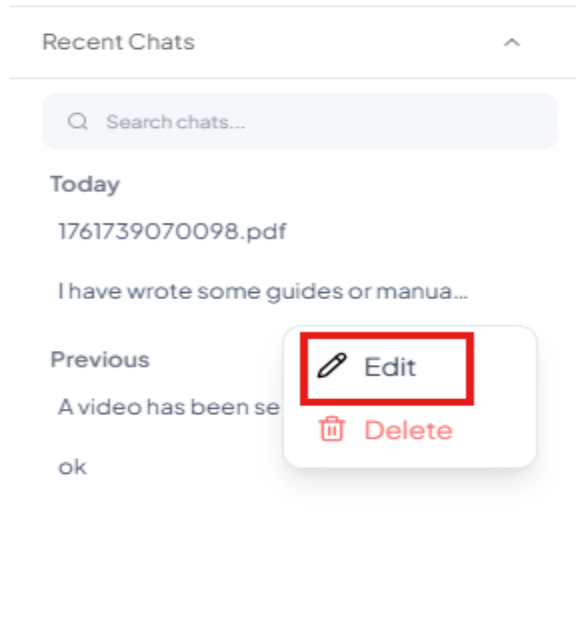 Recent Chats
Search chats...
Today
1761739070098.pdf
I have wrote some guides or manua...
Previous
Edit
A video has been se
Delete
ok